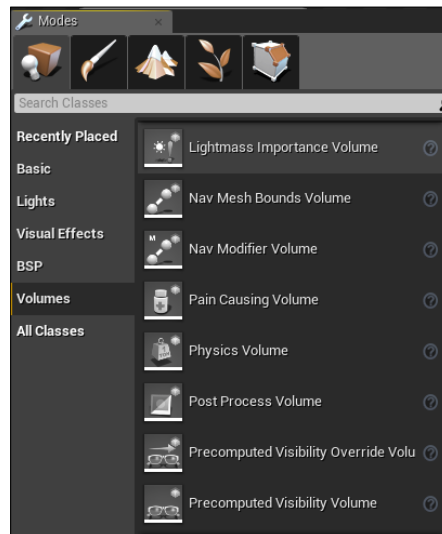 Modes
Search Classes
Recently Placed
Basic
Lights
Visual Effects
BSP
Volumes
All Classes
Lightmass Importance Volume
Nav Mesh Bounds Volume
M
Nav Modifier Volume
Pain Causing Volume
Physics Volume
Post Process Volume
Precomputed Visibility Override Volu
Precomputed Visibility Volume